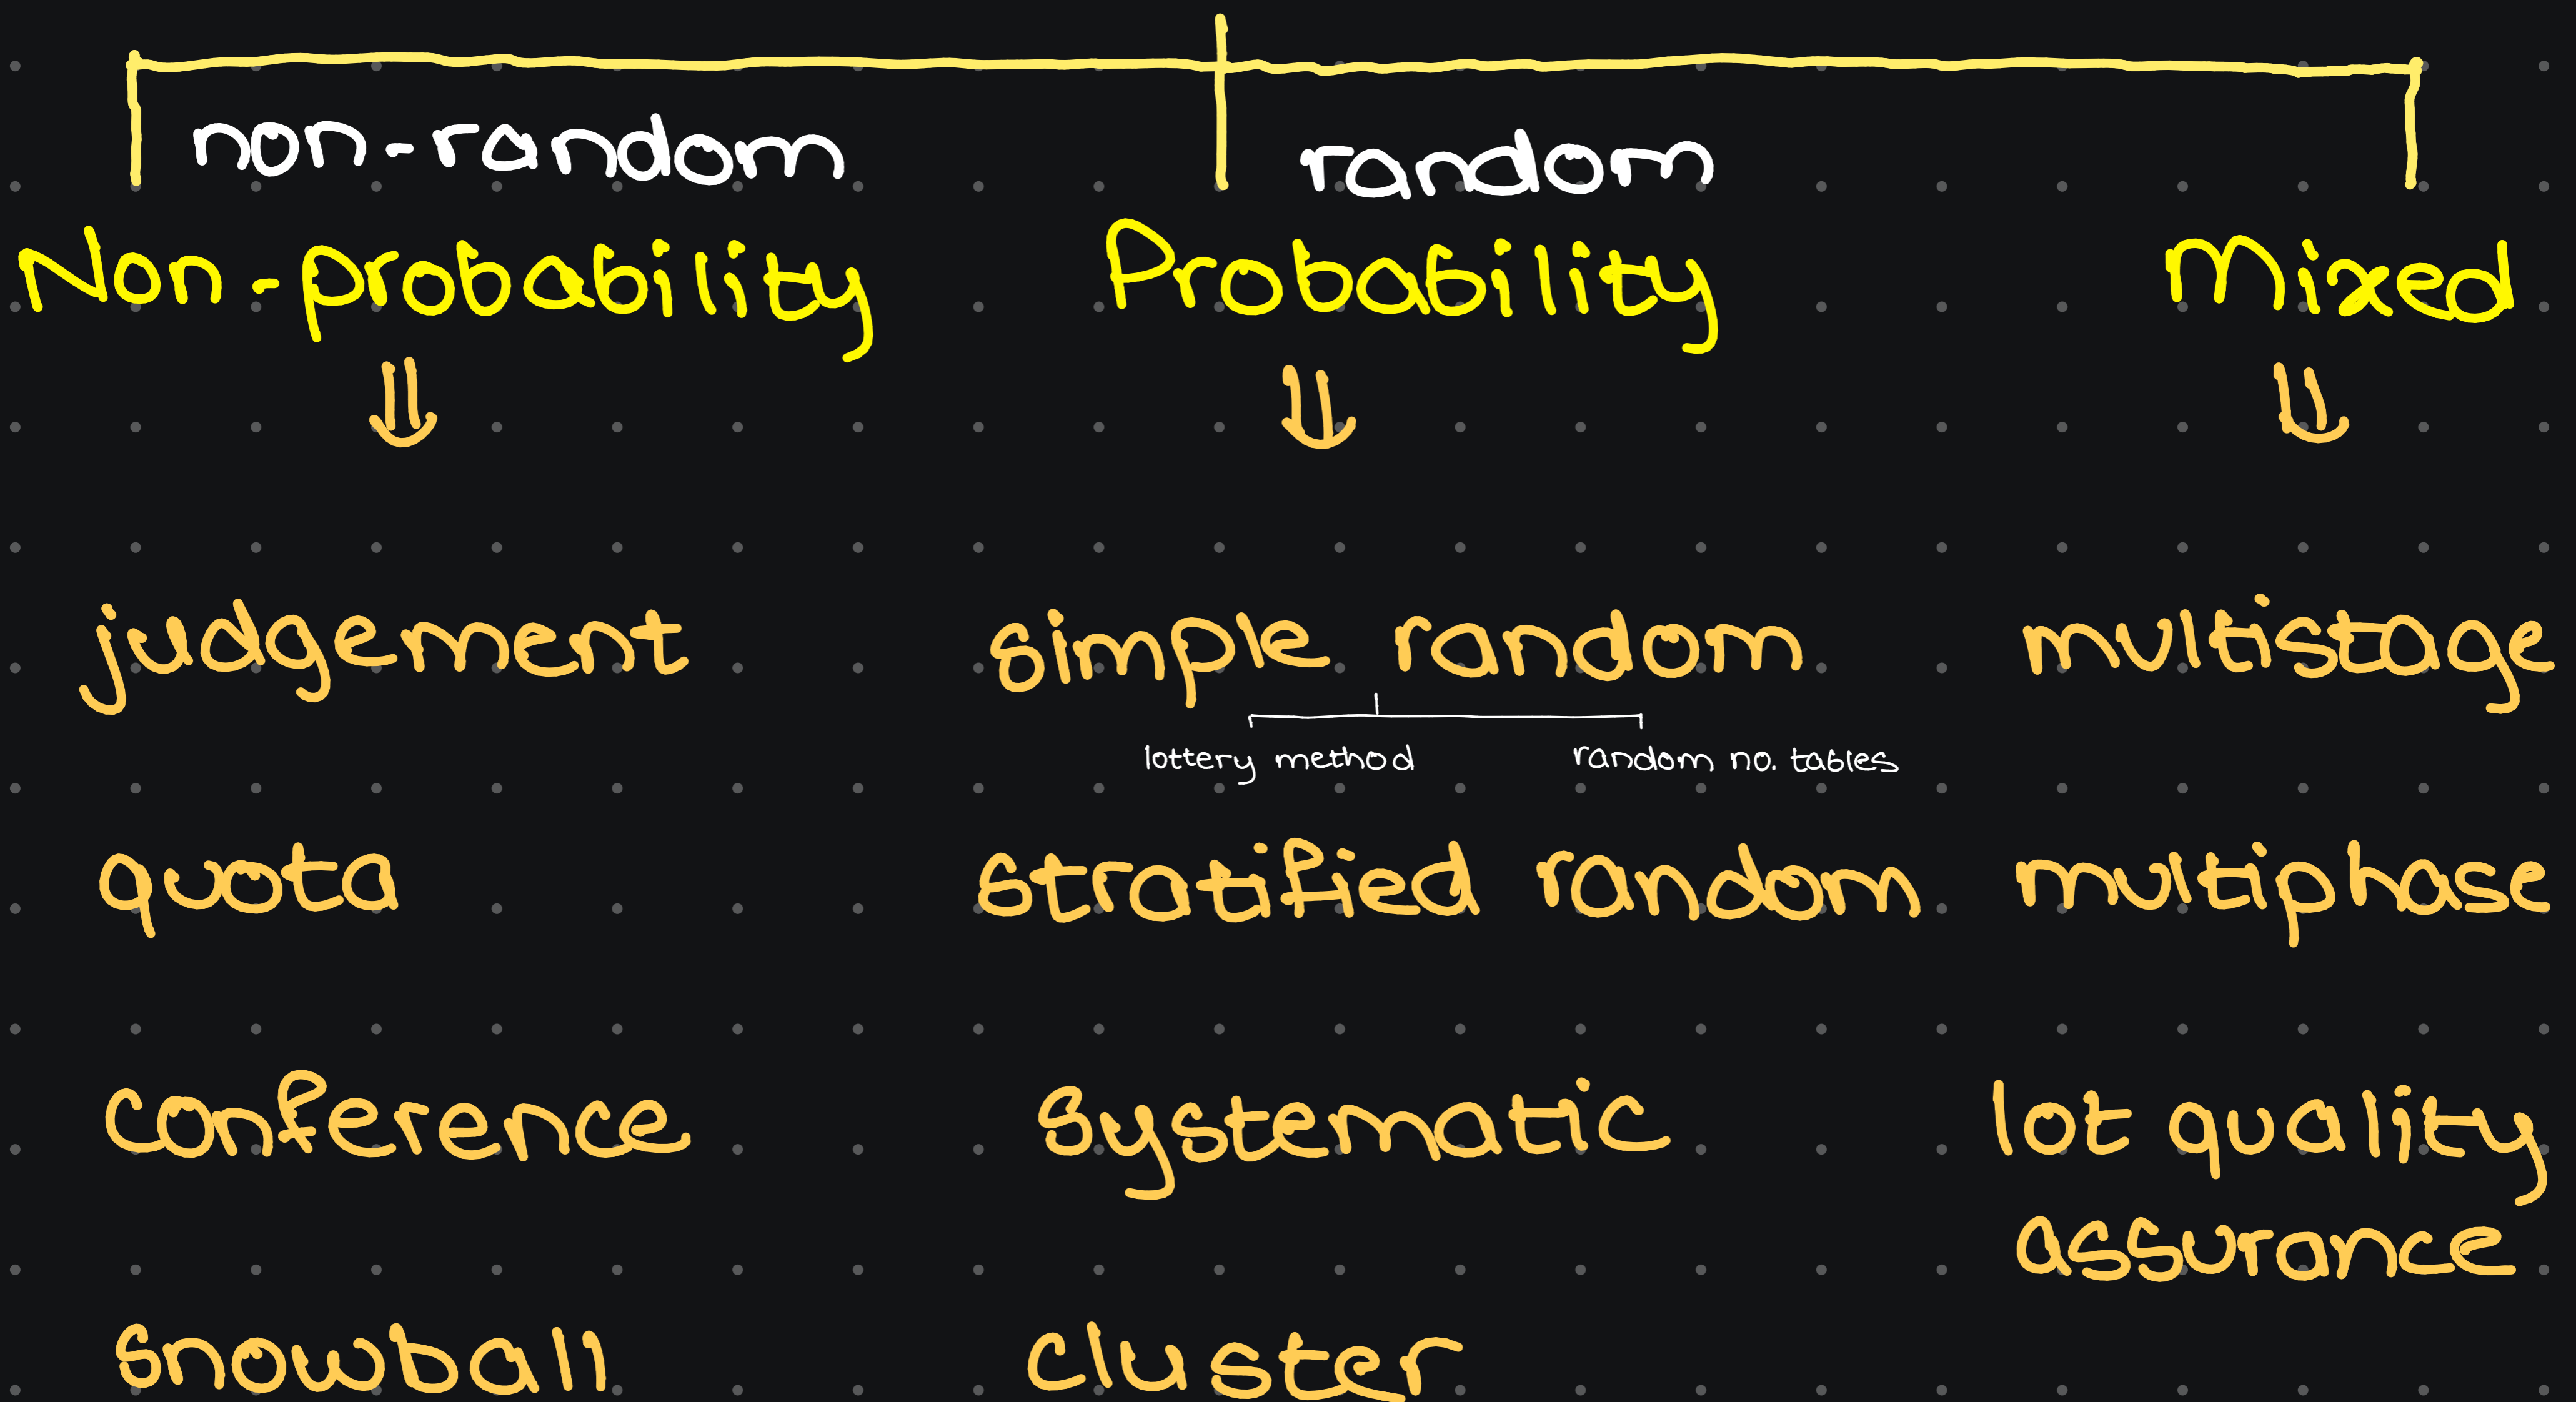 non-random random
Non-probability Probability Mixed
judgement simple random multistage
lottery method random no. tables
quota stratified random multiphase
conference systematic lot quality
assurance
snowball cluster